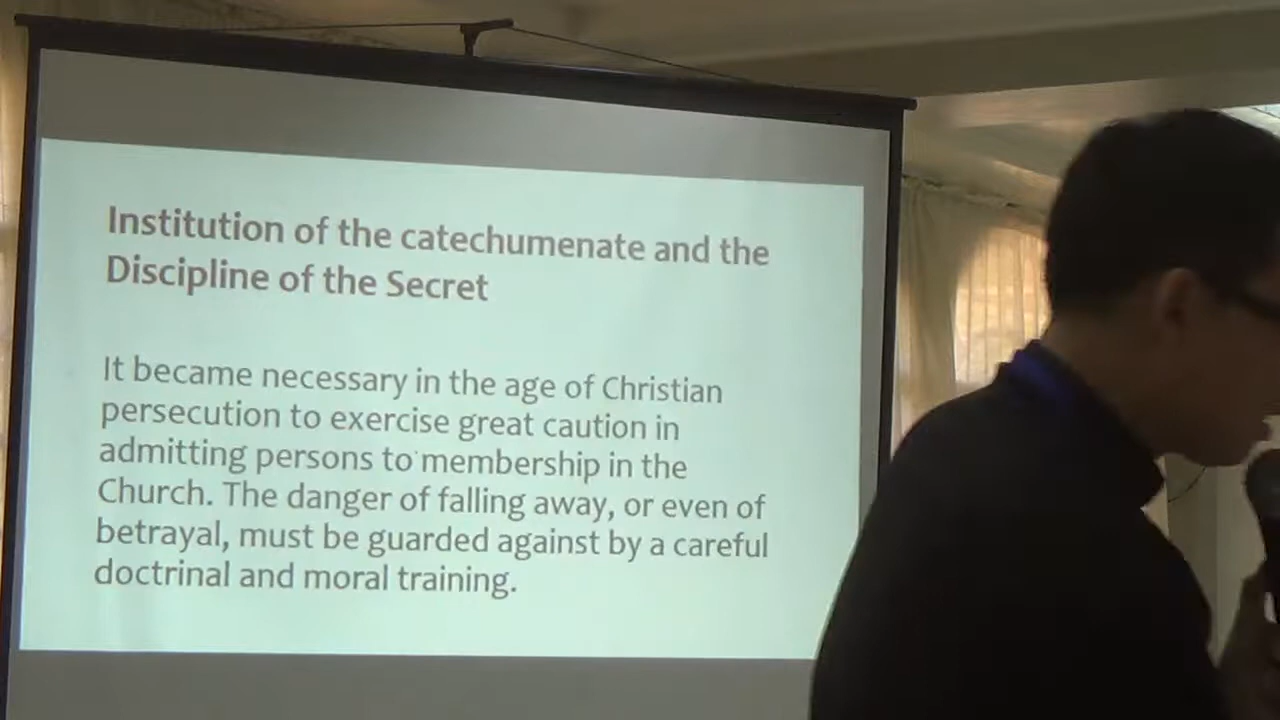 Institution of the catechumenate and the
Discipline of the Secret
It became necessary in the age of Christian
persecution to exercise great caution in
admitting persons to membership in the
Church. The danger of falling away, or even of
betrayal, must be guarded against by a careful
doctrinal and moral training.